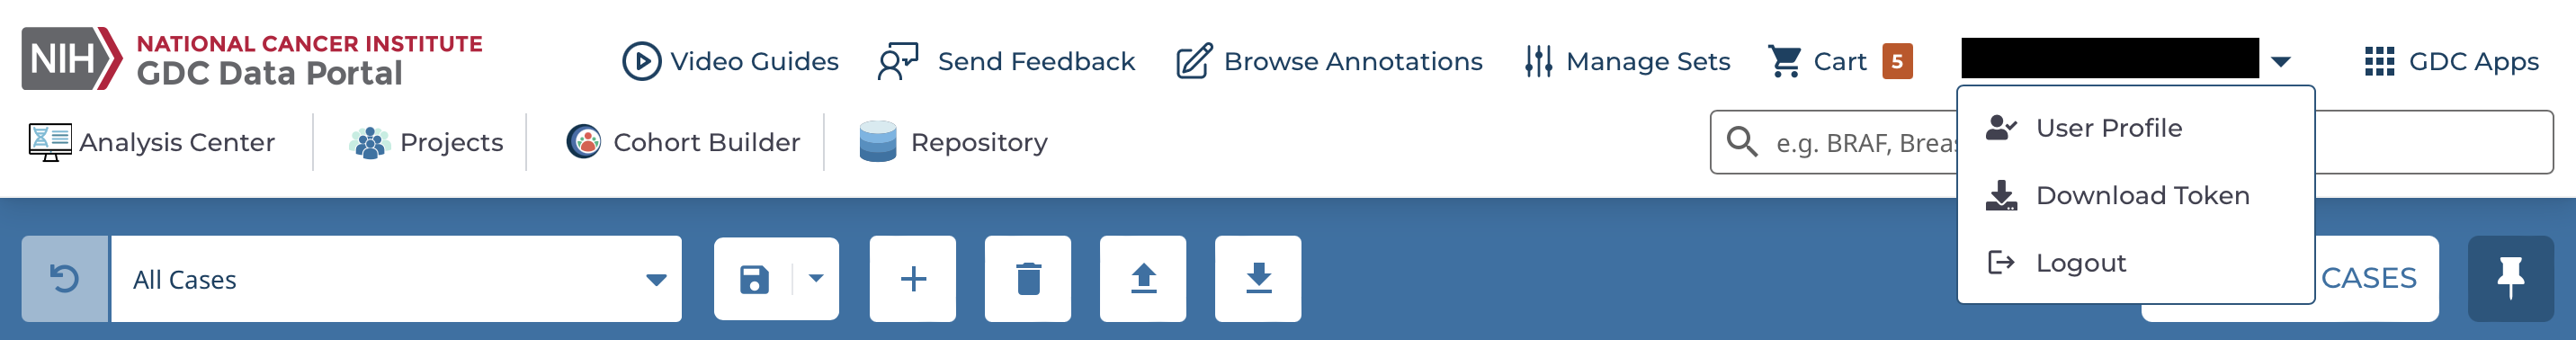 NIH NATIONAL CANCER INSTITUTE
GDC Data Portal
Video Guides Send Feedback Browse Annotations Manage Sets Cart 5 GDC Apps
Analysis Center Projects Cohort Builder Repository
e.g. BRAF, Breas
User Profile
Download Token
Logout
All Cases
CASES